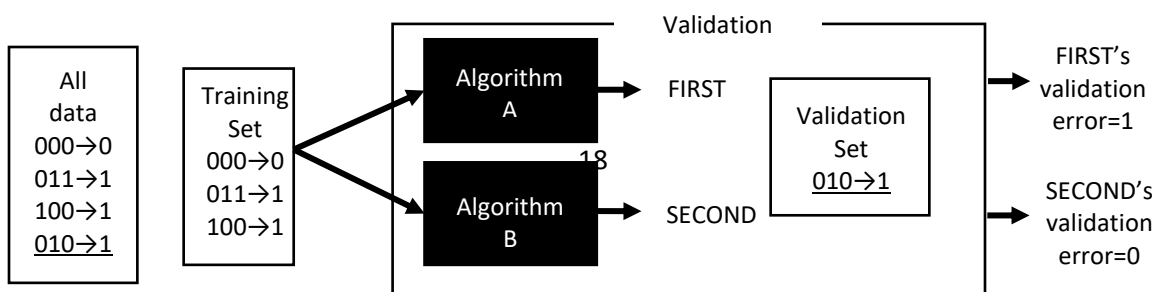 Validation
All
data
000→0
011→1
100→1
010→1
Training
Set
000→0
011→1
100→1
Algorithm
A
FIRST
18
Algorithm
B
SECOND
Validation
Set
010→1
FIRST’s
validation
error=1
SECOND’s
validation
error=0